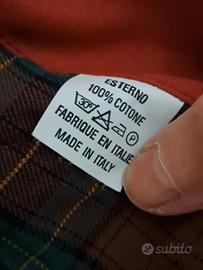 ESTERNO
100% COTONE
30° P
FABRIQUE EN ITALIE
MADE IN ITALY
subito